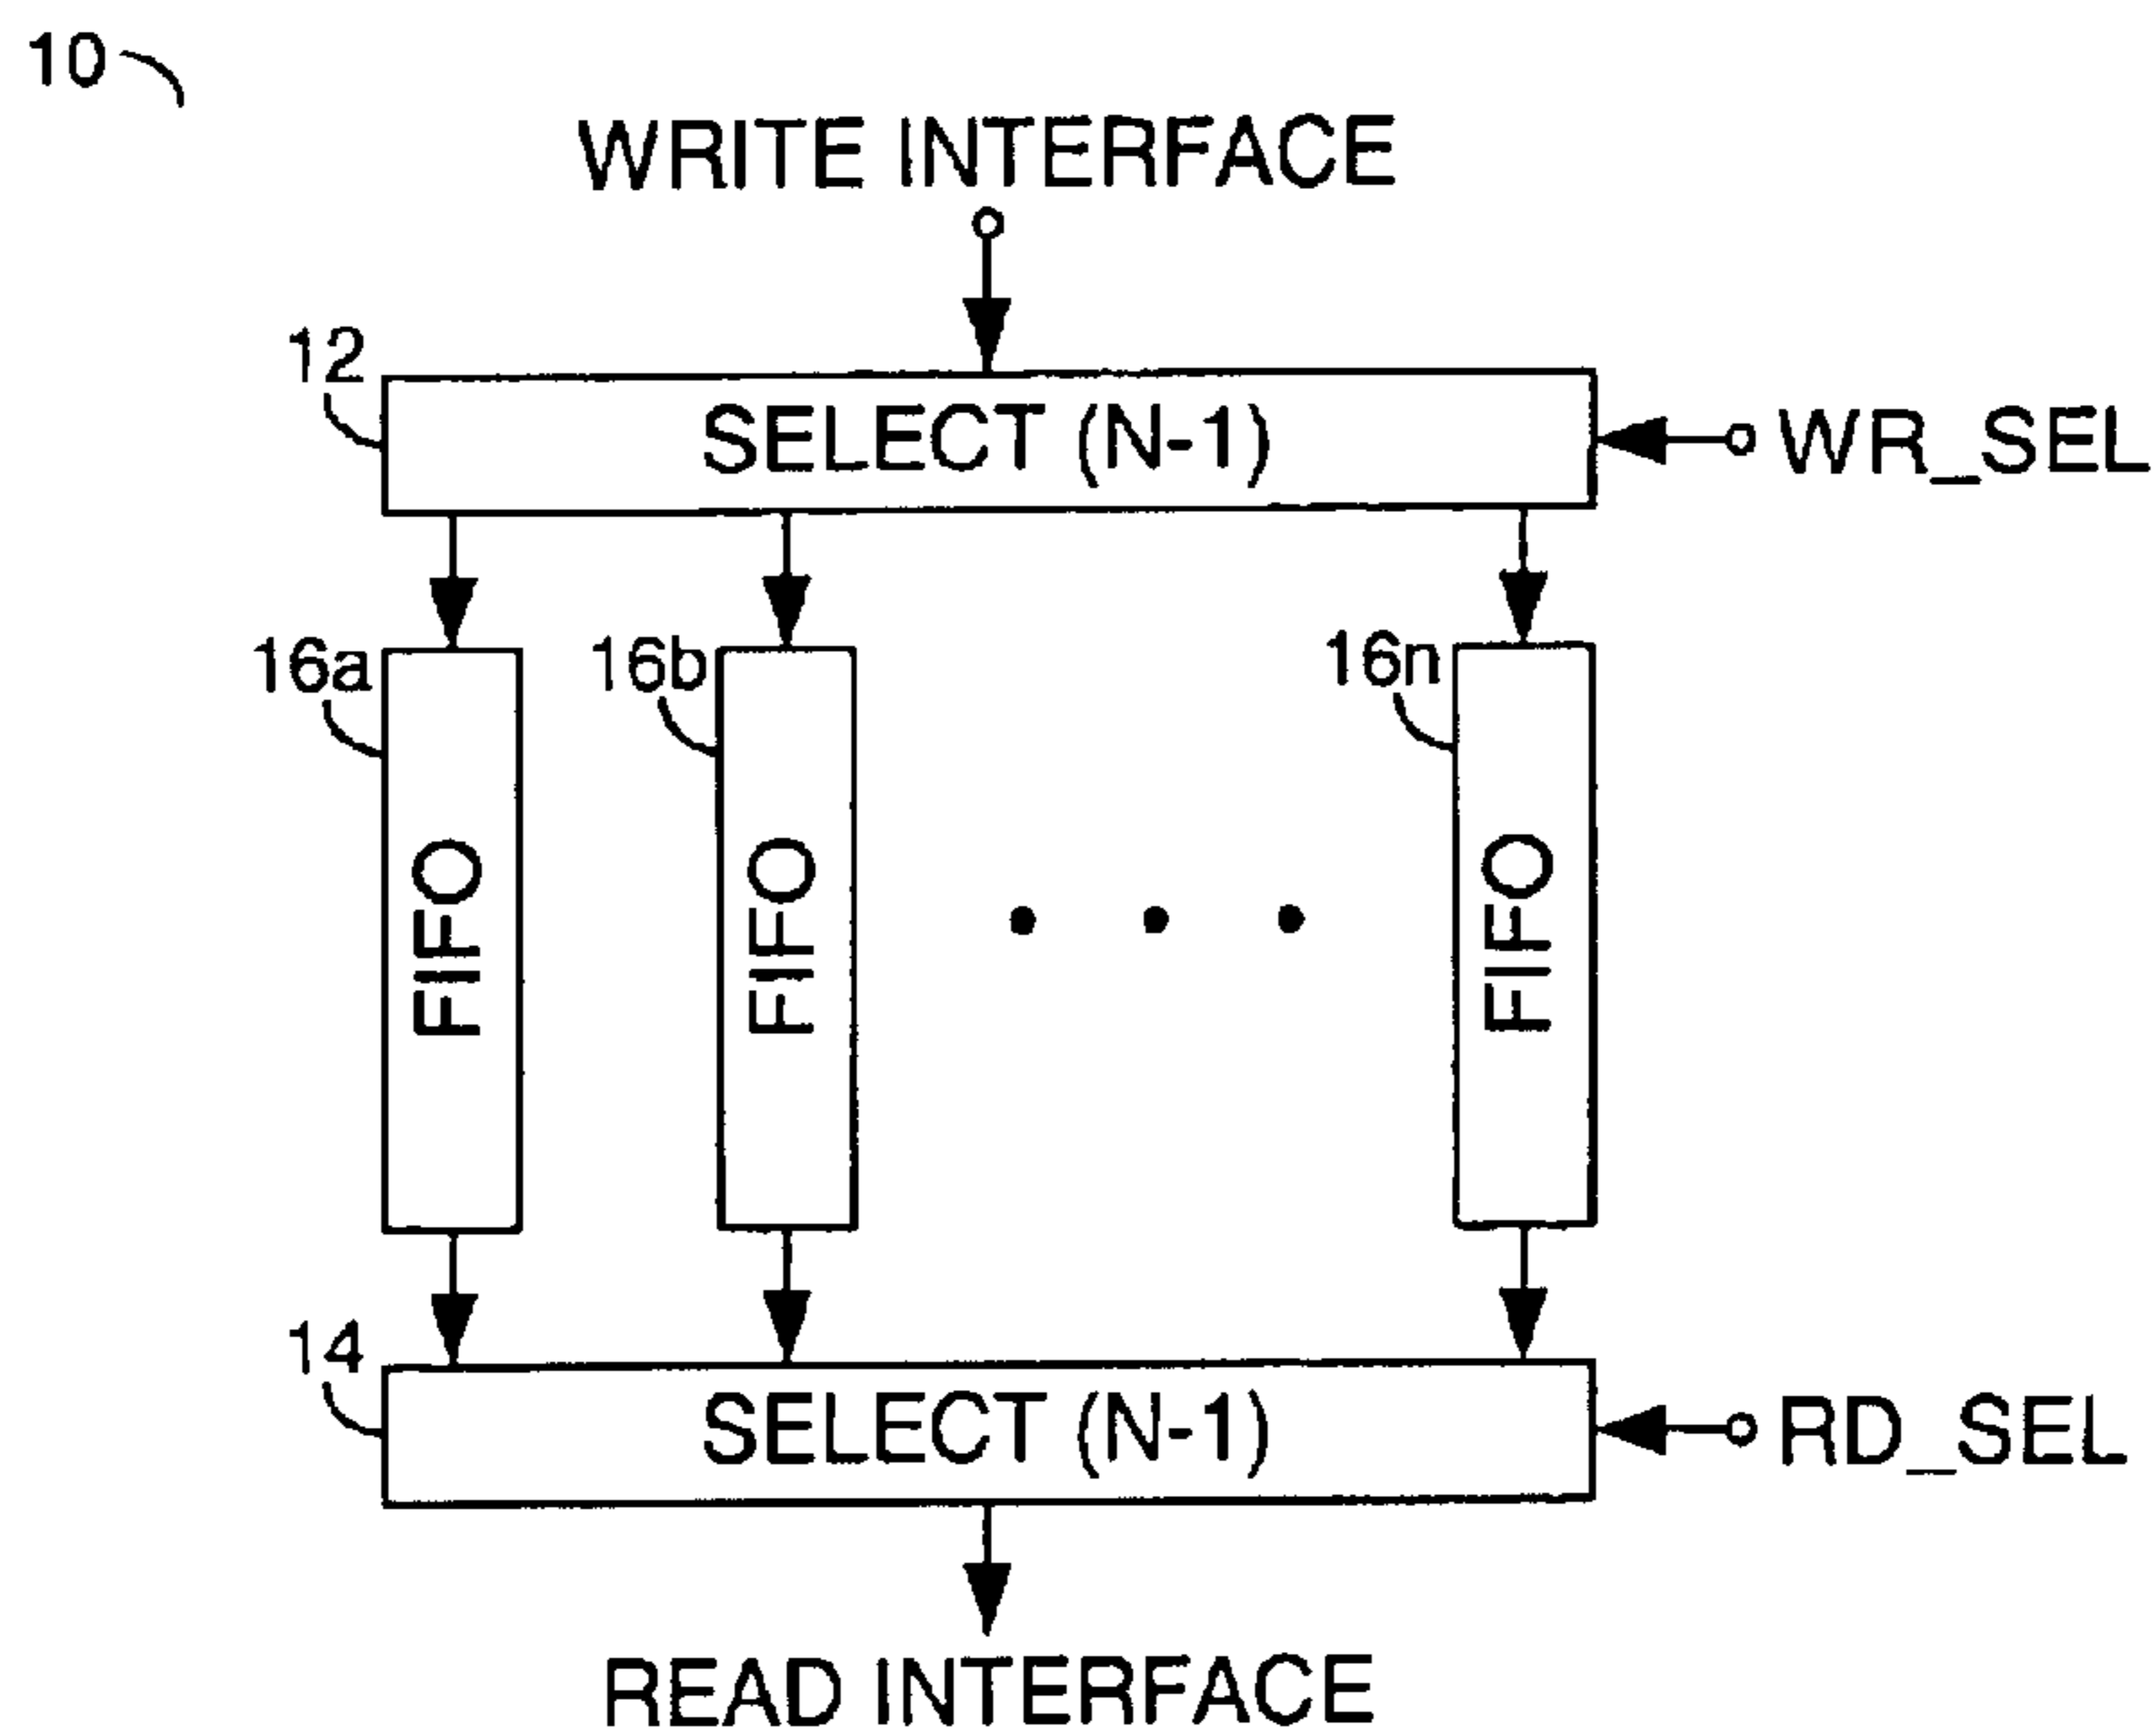 10
WRITE INTERFACE
12
SELECT (N-1)
WR_SEL
16a
16b
16n
FIFO
FIFO
FIFO
14
SELECT (N-1)
RD_SEL
READ INTERFACE